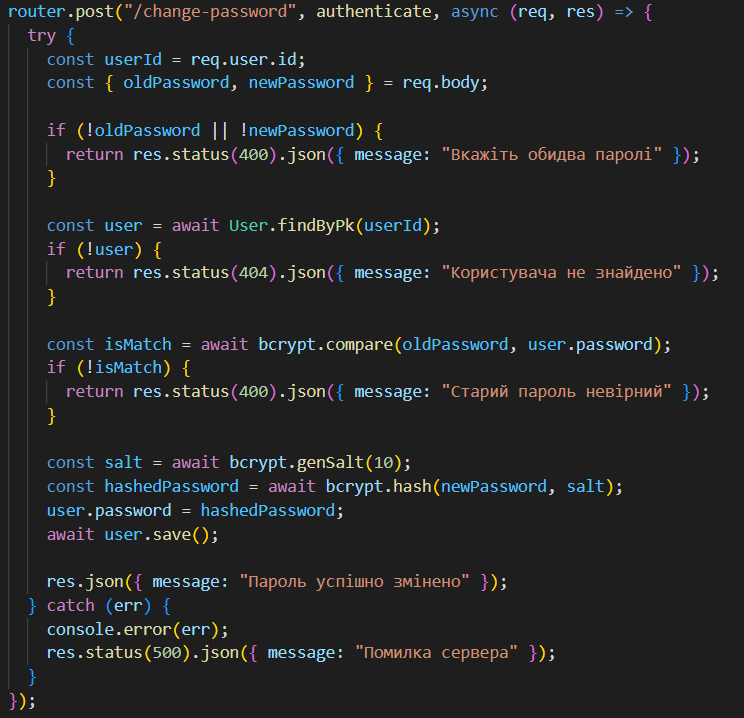 router.post("/change-password", authenticate, async (req, res) => {
try {
const userId = req.user.id;
const { oldPassword, newPassword } = req.body;
if (!oldPassword || !newPassword) {
return res.status(400).json({ message: "Вкажіть обидва паролі" });
}
const user = await User.findByPk(userId);
if (!user) {
return res.status(404).json({ message: "Користувача не знайдено" });
}
const isMatch = await bcrypt.compare(oldPassword, user.password);
if (!isMatch) {
return res.status(400).json({ message: "Старий пароль невірний" });
}
const salt = await bcrypt.genSalt(10);
const hashedPassword = await bcrypt.hash(newPassword, salt);
user.password = hashedPassword;
await user.save();
res.json({ message: "Пароль успішно змінено" });
} catch (err) {
console.error(err);
res.status(500).json({ message: "Помилка сервера" });
}
});